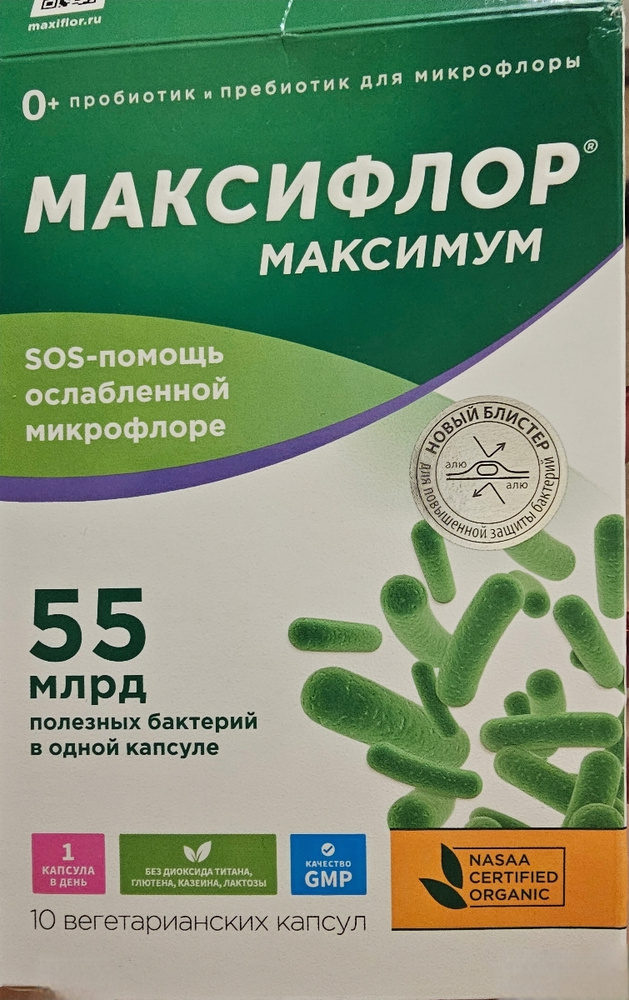 maxiflor.ru
0+ пробиотик и пребиотик для микрофлоры
МАКСИФЛОР®
МАКСИМУМ
SOS-помощь
ослабленной
микрофлоре
НОВЫЙ БЛИСТЕР
алю
алю
для повышенной защиты бактерий
55
млрд
полезных бактерий
в одной капсуле
1
КАПСУЛА
В ДЕНЬ
БЕЗ ДИОКСИДА ТИТАНА,
ГЛЮТЕНА, КАЗЕИНА, ЛАКТОЗЫ
КАЧЕСТВО
GMP
NASAA
CERTIFIED
ORGANIC
10 вегетарианских капсул